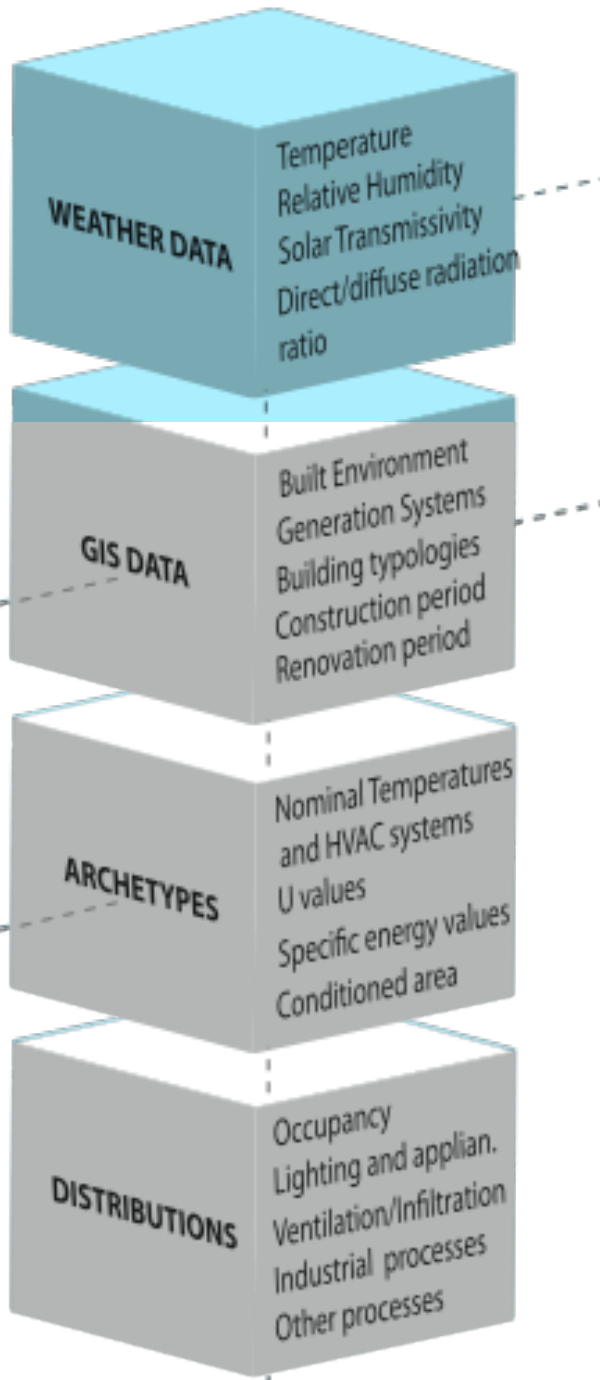 WEATHER DATA
Temperature
Relative Humidity
Solar Transmissivity
Direct/diffuse radiation
ratio
GIS DATA
Built Environment
Generation Systems
Building typologies
Construction period
Renovation period
ARCHETYPES
Nominal Temperatures
and HVAC systems
U values
Specific energy values
Conditioned area
DISTRIBUTIONS
Occupancy
Lighting and applian.
Ventilation/Infiltration
Industrial processes
Other processes